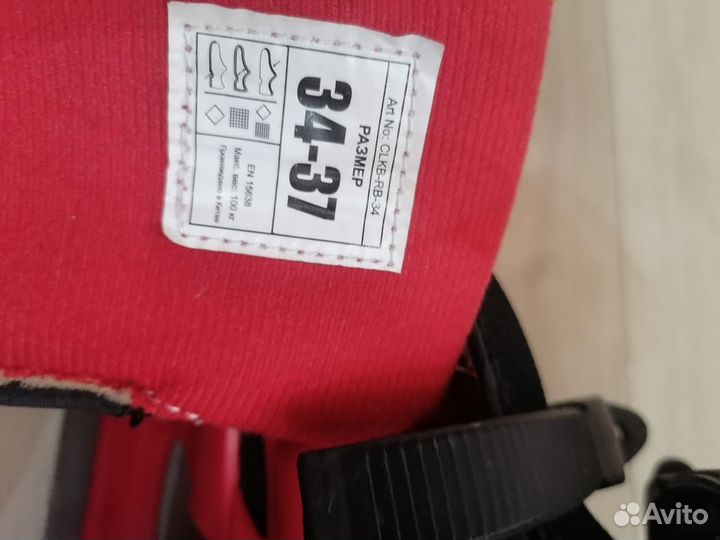 Art No: CLKB-RB-34
РАЗМЕР
34-37
EN 15638
Макс. вес: 100 кг
Произведено в Китае
Avito